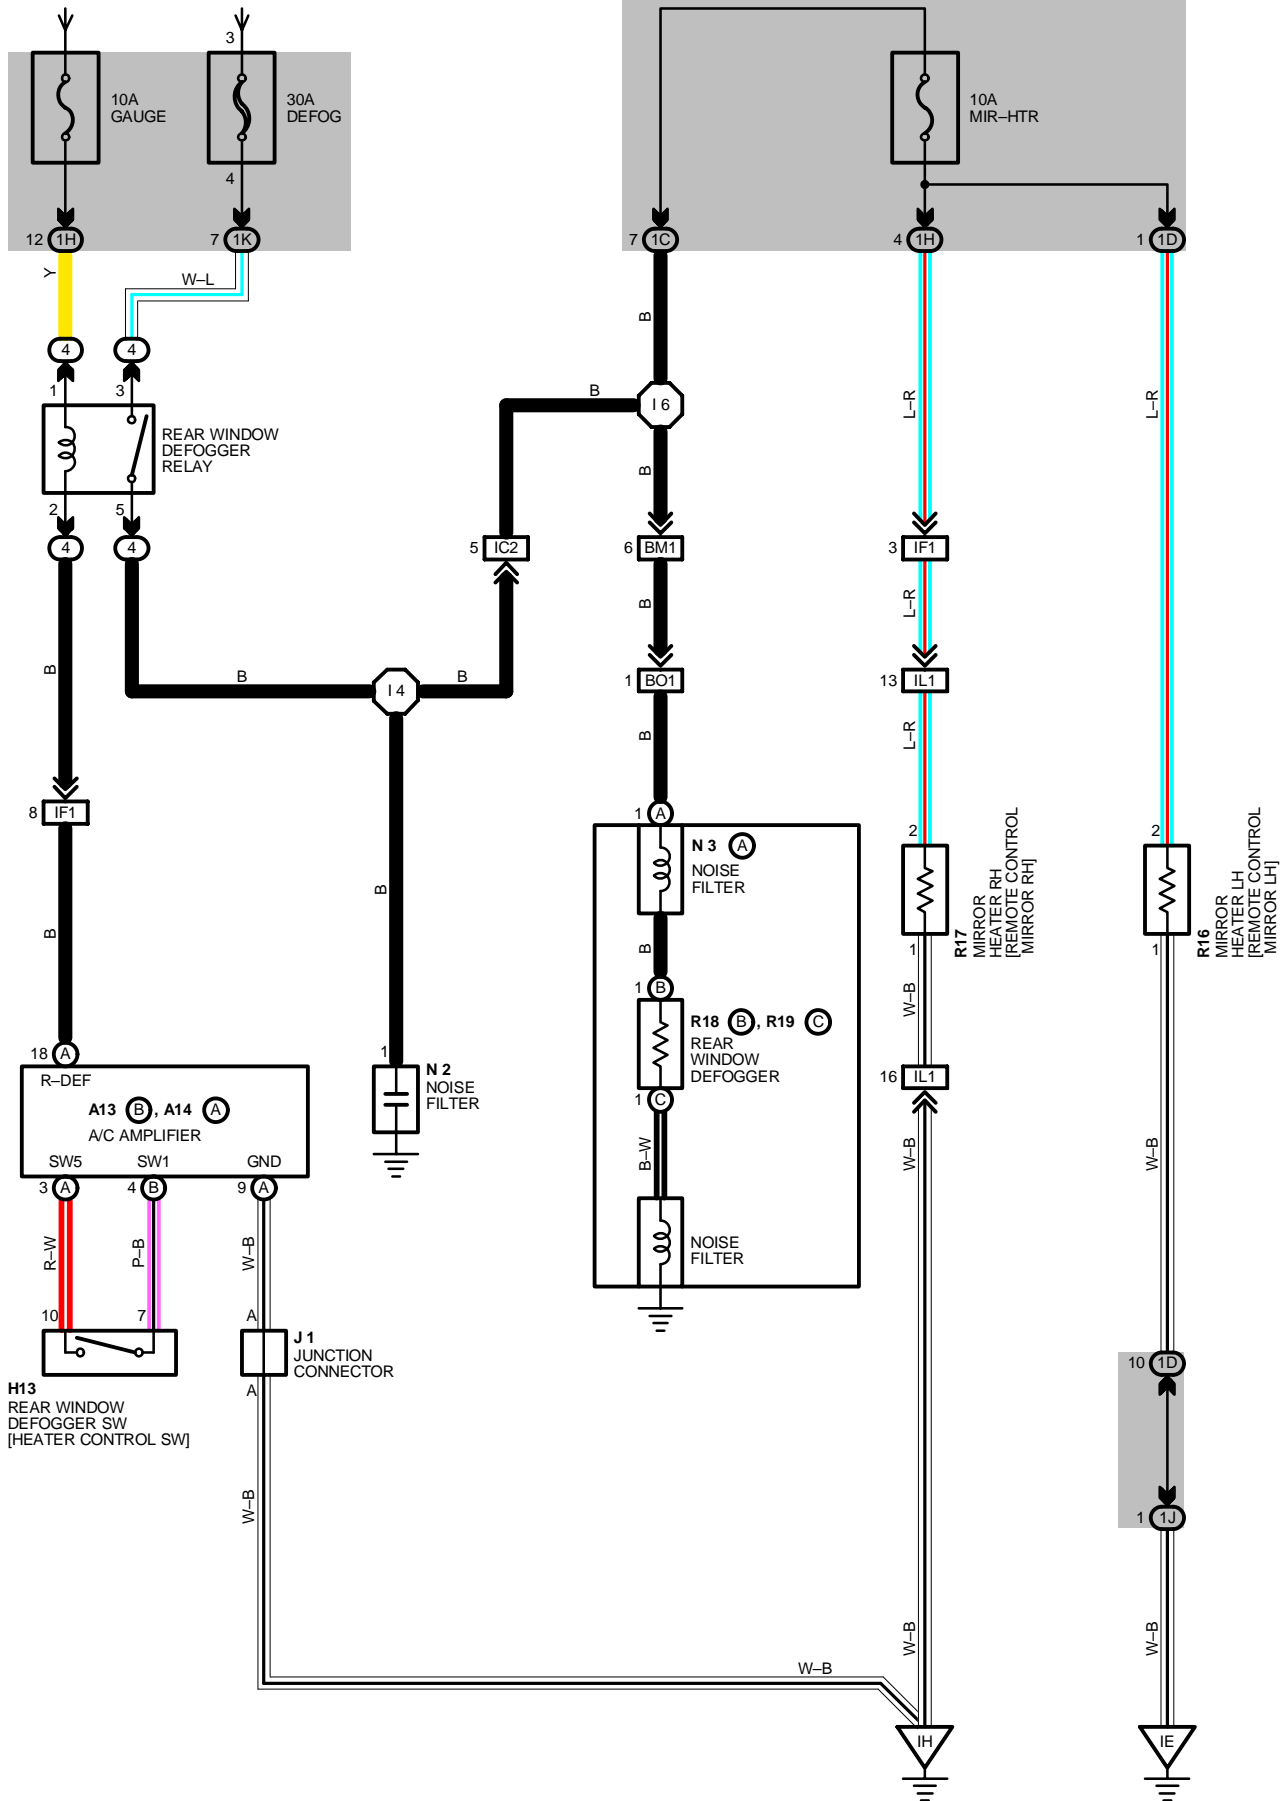 3
10A
GAUGE
30A
DEFOG
10A
MIR–HTR
4
12 1H
7 1K
7 1C
4 1H
1 1D
Y
W–L
B
L–R
L–R
4
4
1
3
B
I 6
REAR WINDOW
DEFOGGER
RELAY
B
2
5
4
4
5 IC2
6 BM1
3 IF1
B
L–R
B
B
B
I 4
1 BO1
13 IL1
B
L–R
8 IF1
1 A
2
2
N 3 A
NOISE
FILTER
R17
MIRROR
HEATER RH
[REMOTE CONTROL
MIRROR RH]
R16
MIRROR
HEATER LH
[REMOTE CONTROL
MIRROR LH]
B
B
B
1
1
1 B
W–B
R18 B, R19 C
REAR
WINDOW
DEFOGGER
18 A
R–DEF
A13 B, A14 A
A/C AMPLIFIER
SW5
SW1
GND
1
N 2
NOISE
FILTER
16 IL1
1 C
B–W
W–B
W–B
3 A
4 B
9 A
R–W
P–B
W–B
NOISE
FILTER
10
7
A
J 1
JUNCTION
CONNECTOR
A
H13
REAR WINDOW
DEFOGGER SW
[HEATER CONTROL SW]
10 1D
W–B
1 1J
W–B
W–B
W–B
IH
IE